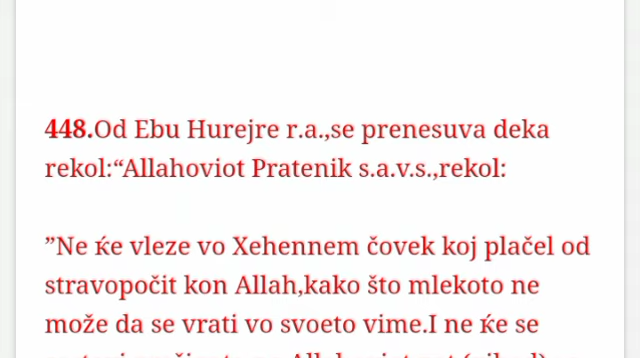 448.Od Ebu Hurejre r.a.,se prenesuva deka
rekol:“Allahoviot Pratenik s.a.v.s.,rekol:
”Ne ḱe vleze vo Xehennem čovek koj plačel od
stravopočit kon Allah,kako što mlekoto ne
može da se vrati vo svoeto vime.I ne ḱe se